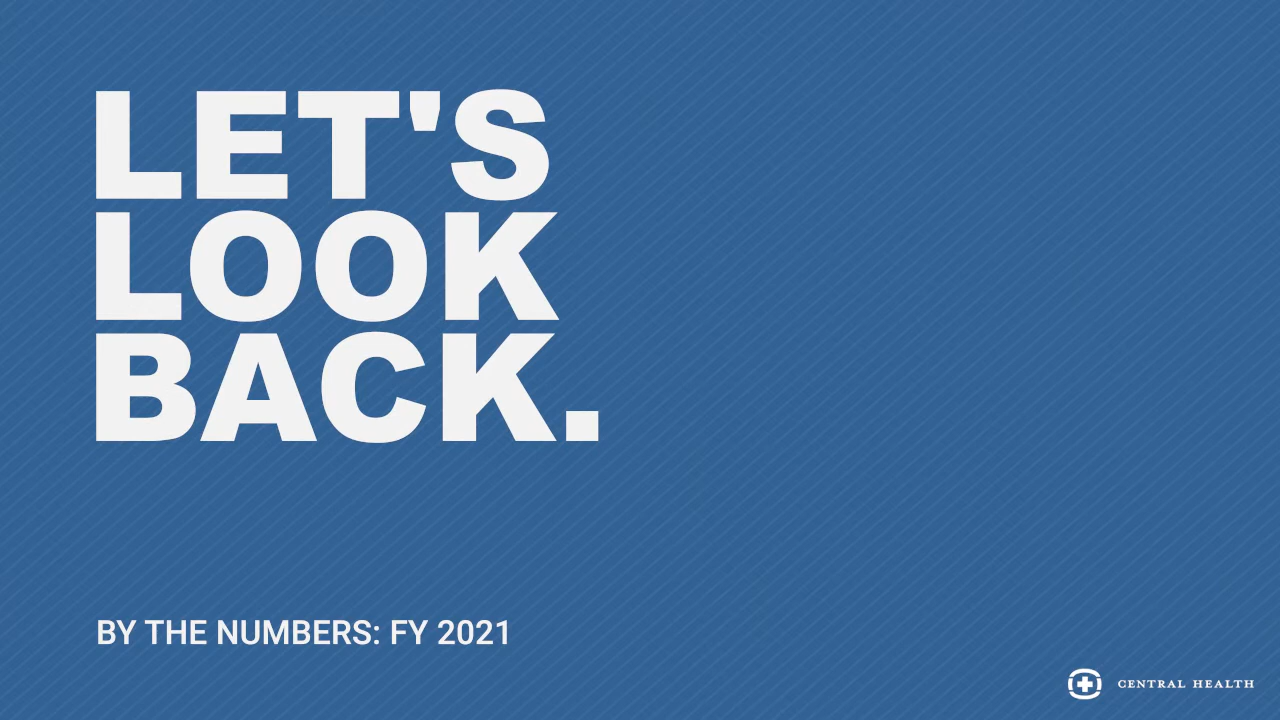 LET'S
LOOK
BACK.
BY THE NUMBERS: FY 2021
CENTRAL HEALTH